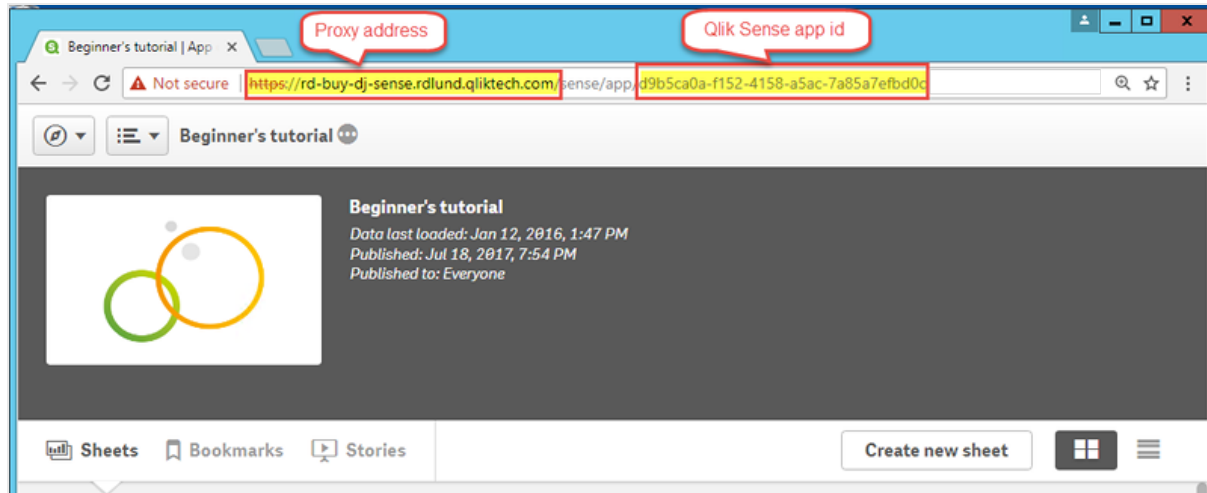 Proxy address
Qlik Sense app id
Beginner's tutorial | App
Not secure | https://rd-buy-dj-sense.rdlund.qliktech.com/sense/app/d9b5ca0a-f152-4158-a5ac-7a85a7efbd0c
Beginner's tutorial
Beginner's tutorial
Data last loaded: Jan 12, 2016, 1:47 PM
Published: Jul 18, 2017, 7:54 PM
Published to: Everyone
Sheets Bookmarks Stories Create new sheet